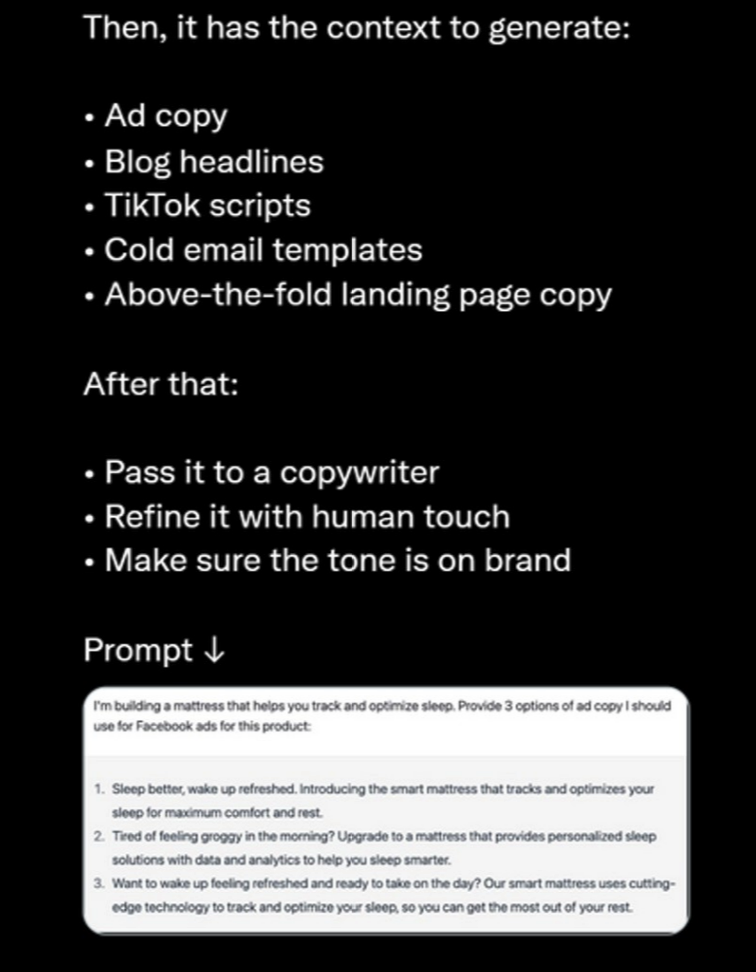 Then, it has the context to generate:
• Ad copy
• Blog headlines
• TikTok scripts
• Cold email templates
• Above-the-fold landing page copy
After that:
• Pass it to a copywriter
• Refine it with human touch
• Make sure the tone is on brand
Prompt ↓
I'm building a mattress that helps you track and optimize sleep. Provide 3 options of ad copy I should
use for Facebook ads for this product:
1. Sleep better, wake up refreshed. Introducing the smart mattress that tracks and optimizes your
sleep for maximum comfort and rest.
2. Tired of feeling groggy in the morning? Upgrade to a mattress that provides personalized sleep
solutions with data and analytics to help you sleep smarter.
3. Want to wake up feeling refreshed and ready to take on the day? Our smart mattress uses cutting-
edge technology to track and optimize your sleep, so you can get the most out of your rest.